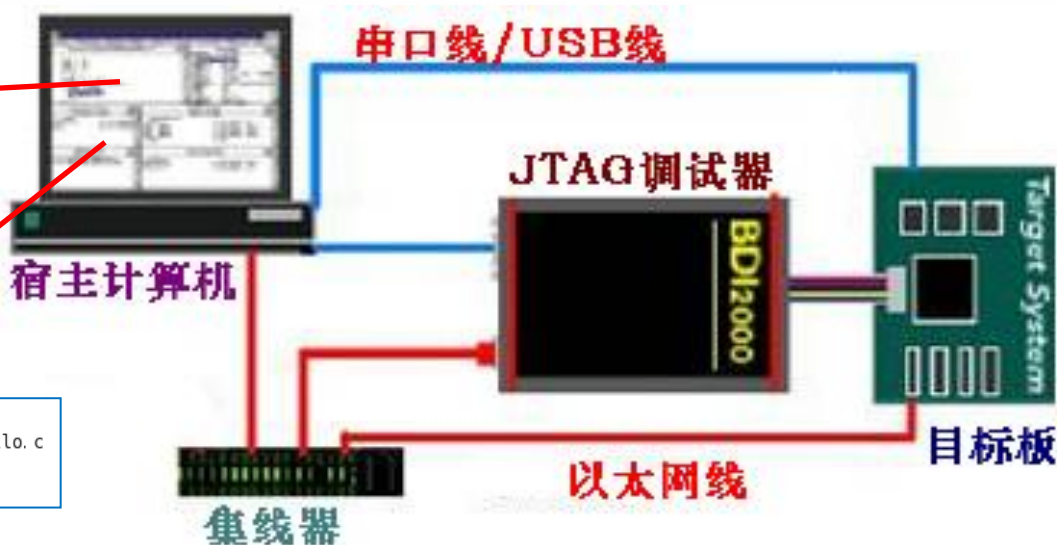 串口线/USB线
JTAG调试器
BDI2000
Target System
宿主计算机
lo.c
目标板
以太网线
集线器